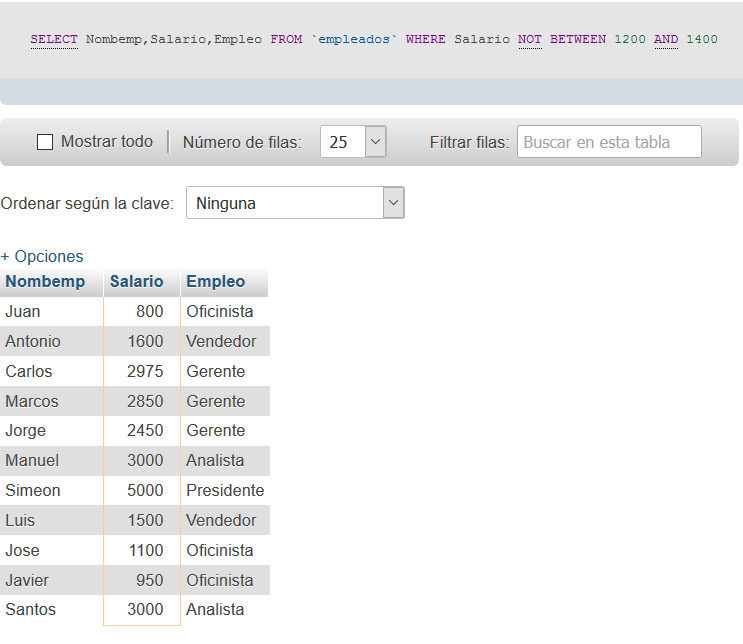 SELECT Nombemp,Salario,Empleo FROM `empleados` WHERE Salario NOT BETWEEN 1200 AND 1400
Mostrar todo Número de filas: 25 Filtrar filas: Buscar en esta tabla
Ordenar según la clave: Ninguna
+ Opciones
Nombemp Salario Empleo
Juan 800 Oficinista
Antonio 1600 Vendedor
Carlos 2975 Gerente
Marcos 2850 Gerente
Jorge 2450 Gerente
Manuel 3000 Analista
Simeon 5000 Presidente
Luis 1500 Vendedor
Jose 1100 Oficinista
Javier 950 Oficinista
Santos 3000 Analista